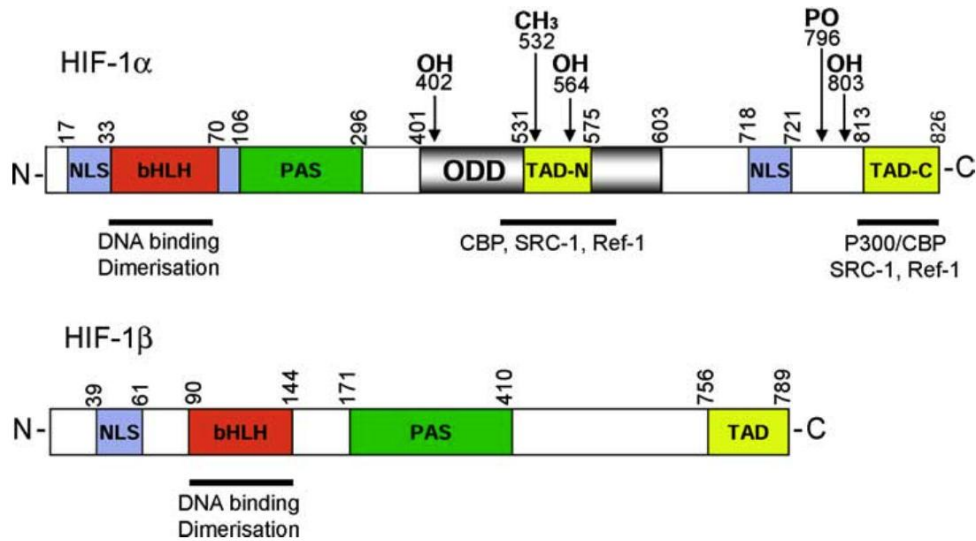 HIF-1α
CH₃
532
PO
796
OH
402
OH
564
OH
803
17
33
70
106
296
401
531
575
603
718
721
813
826
N-
NLS
bHLH
PAS
ODD
TAD-N
NLS
TAD-C
-C
DNA binding
Dimerisation
CBP, SRC-1, Ref-1
P300/CBP
SRC-1, Ref-1
HIF-1β
39
61
90
144
171
410
756
789
N-
NLS
bHLH
PAS
TAD
-C
DNA binding
Dimerisation